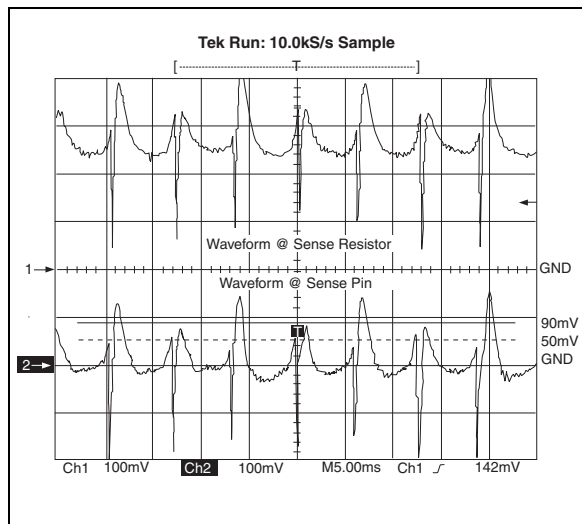 Tek Run: 10.0kS/s Sample
[ T ]
Waveform @ Sense Resistor
1 GND
Waveform @ Sense Pin
90mV
T
50mV
2 GND
Ch1 100mV Ch2 100mV M5.00ms Ch1 142mV